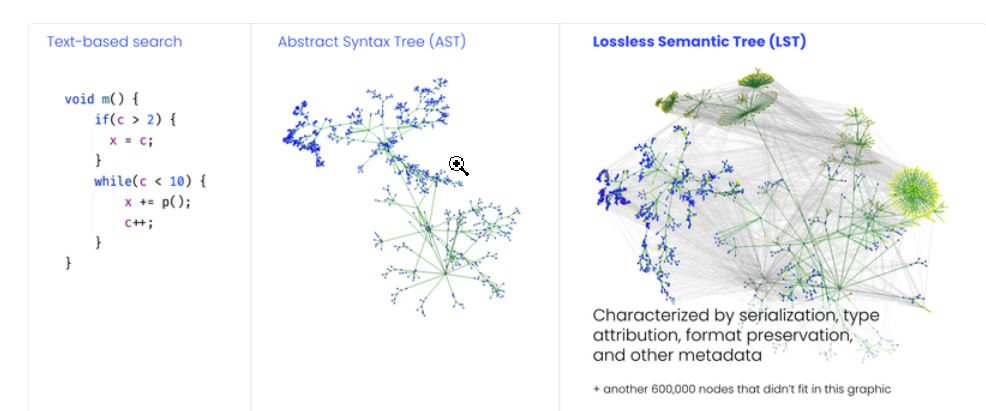 Text-based search
void m() {
if(c > 2) {
x = c;
}
while(c < 10) {
x += p();
c++;
}
}
Abstract Syntax Tree (AST)
Lossless Semantic Tree (LST)
Characterized by serialization, type
attribution, format preservation,
and other metadata
+ another 600,000 nodes that didn't fit in this graphic